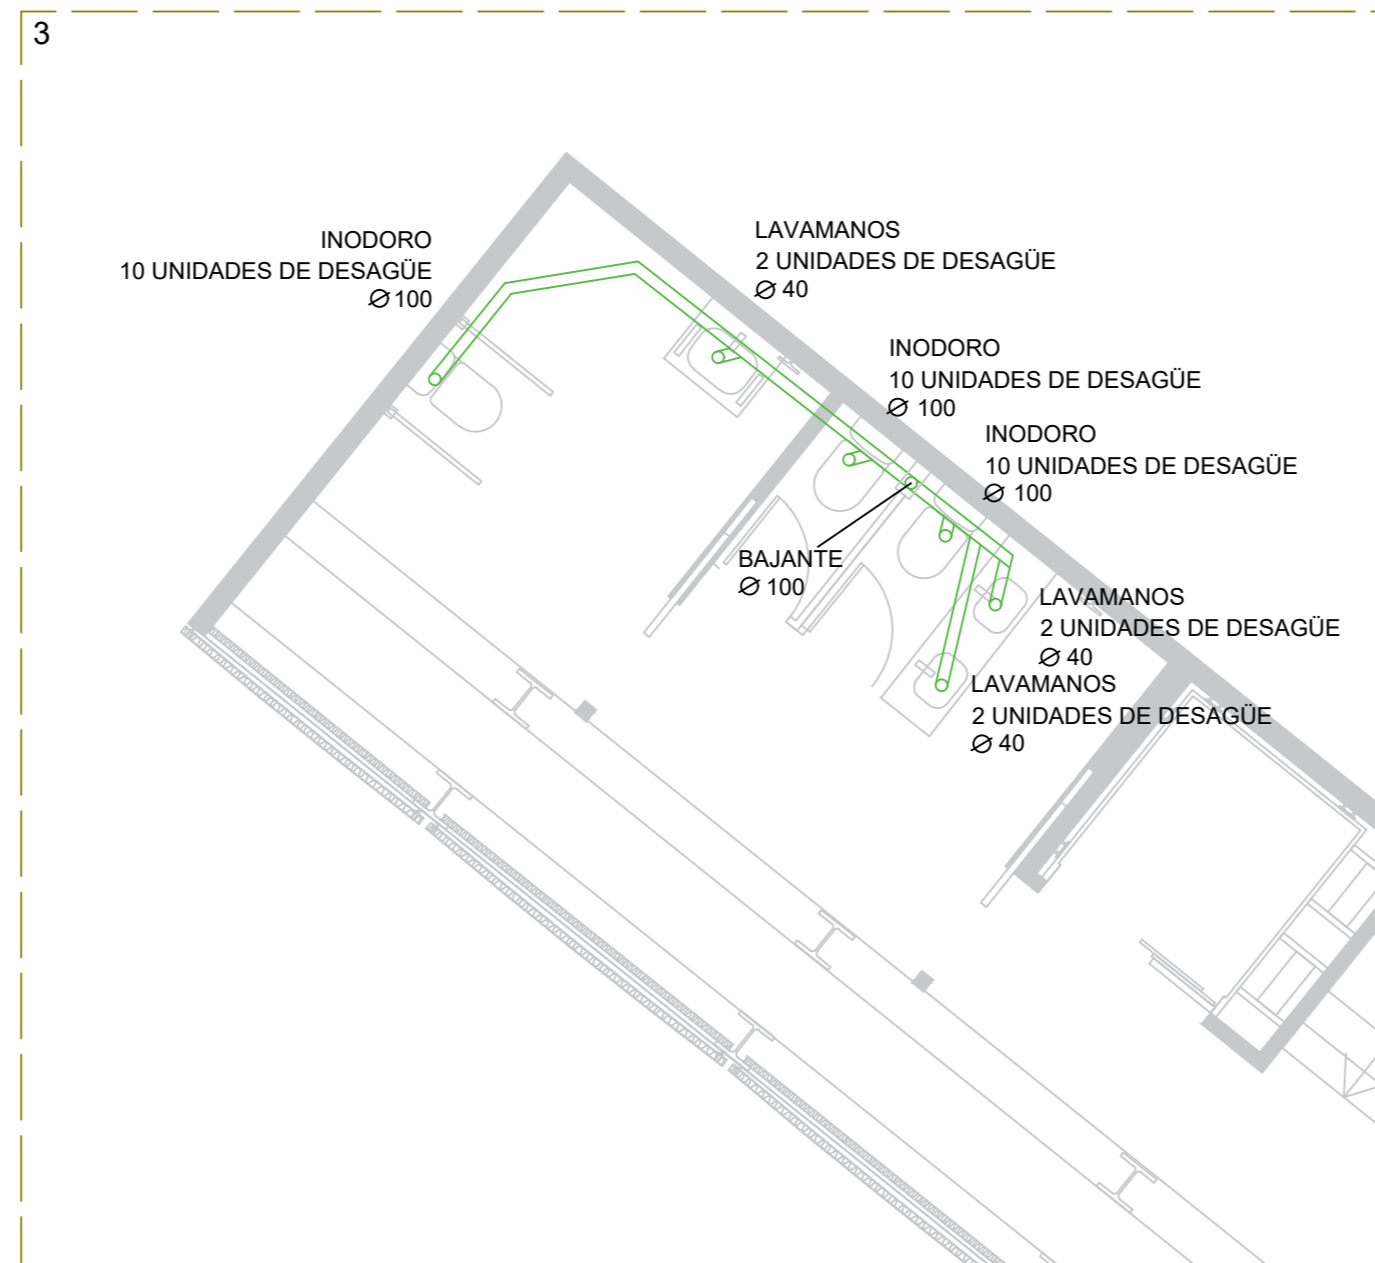 3
INODORO
10 UNIDADES DE DESAGÜE
Ø 100
LAVAMANOS
2 UNIDADES DE DESAGÜE
Ø 40
INODORO
10 UNIDADES DE DESAGÜE
Ø 100
INODORO
10 UNIDADES DE DESAGÜE
Ø 100
BAJANTE
Ø 100
LAVAMANOS
2 UNIDADES DE DESAGÜE
Ø 40
LAVAMANOS
2 UNIDADES DE DESAGÜE
Ø 40